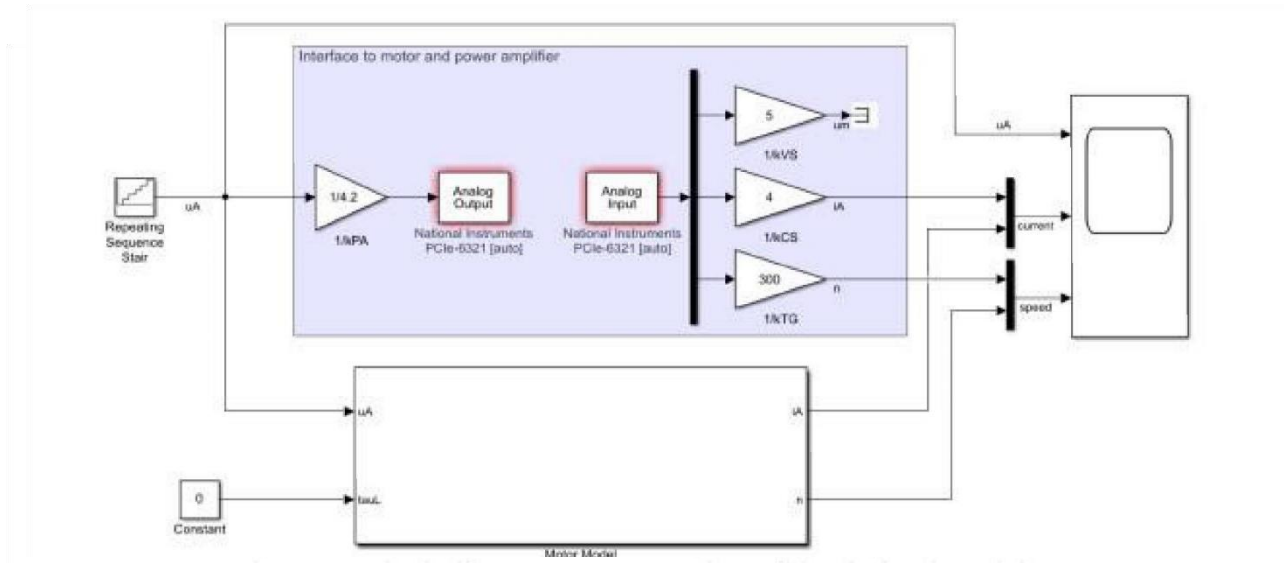 Interface to motor and power amplifier
uA
5
um
1/kVS
uA
1/4.2
1/kPA
Analog
Output
National Instruments
PCIe-6321 [auto]
Analog
Input
National Instruments
PCIe-6321 [auto]
4
iA
1/kCS
Repeating
Sequence
Stair
current
300
n
1/kTG
speed
uA
iA
tauL
n
0
Constant
Motor Model